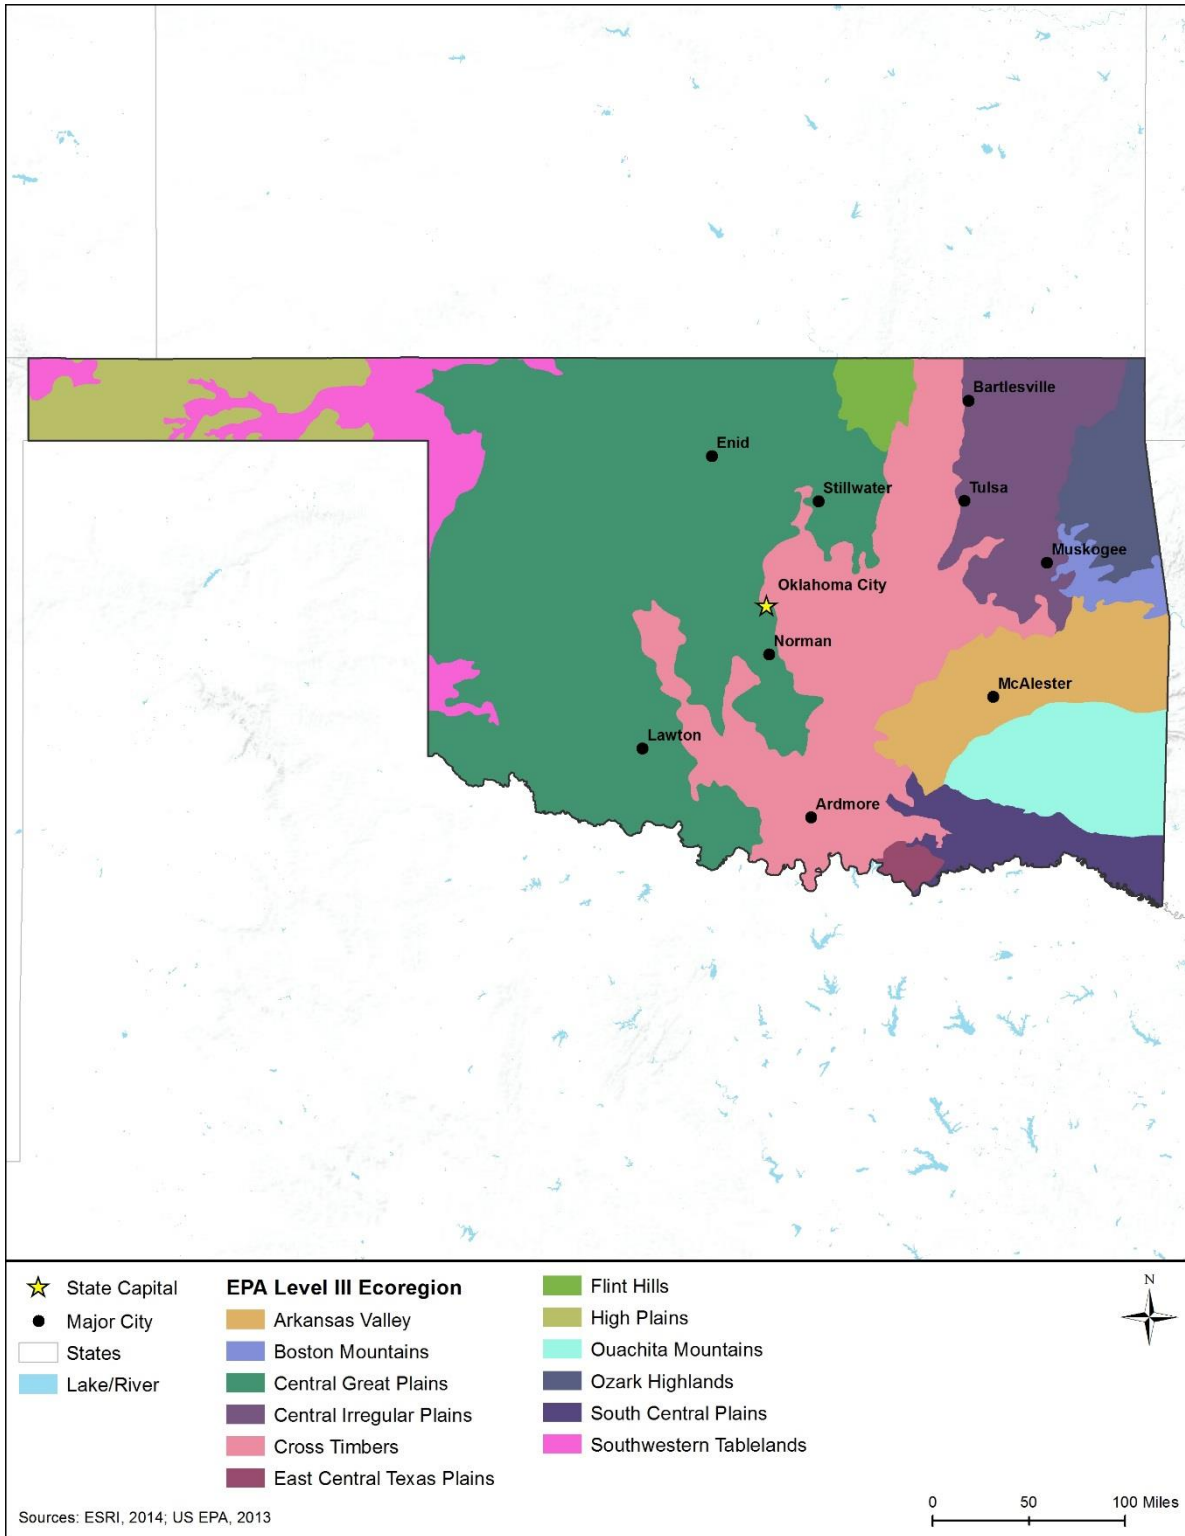 Bartlesville
Enid
Stillwater
Tulsa
Muskogee
Oklahoma City
Norman
McAlester
Lawton
Ardmore
State Capital
Major City
States
Lake/River
EPA Level III Ecoregion
Arkansas Valley
Boston Mountains
Central Great Plains
Central Irregular Plains
Cross Timbers
East Central Texas Plains
Flint Hills
High Plains
Ouachita Mountains
Ozark Highlands
South Central Plains
Southwestern Tablelands
N
0 50 100 Miles
Sources: ESRI, 2014; US EPA, 2013